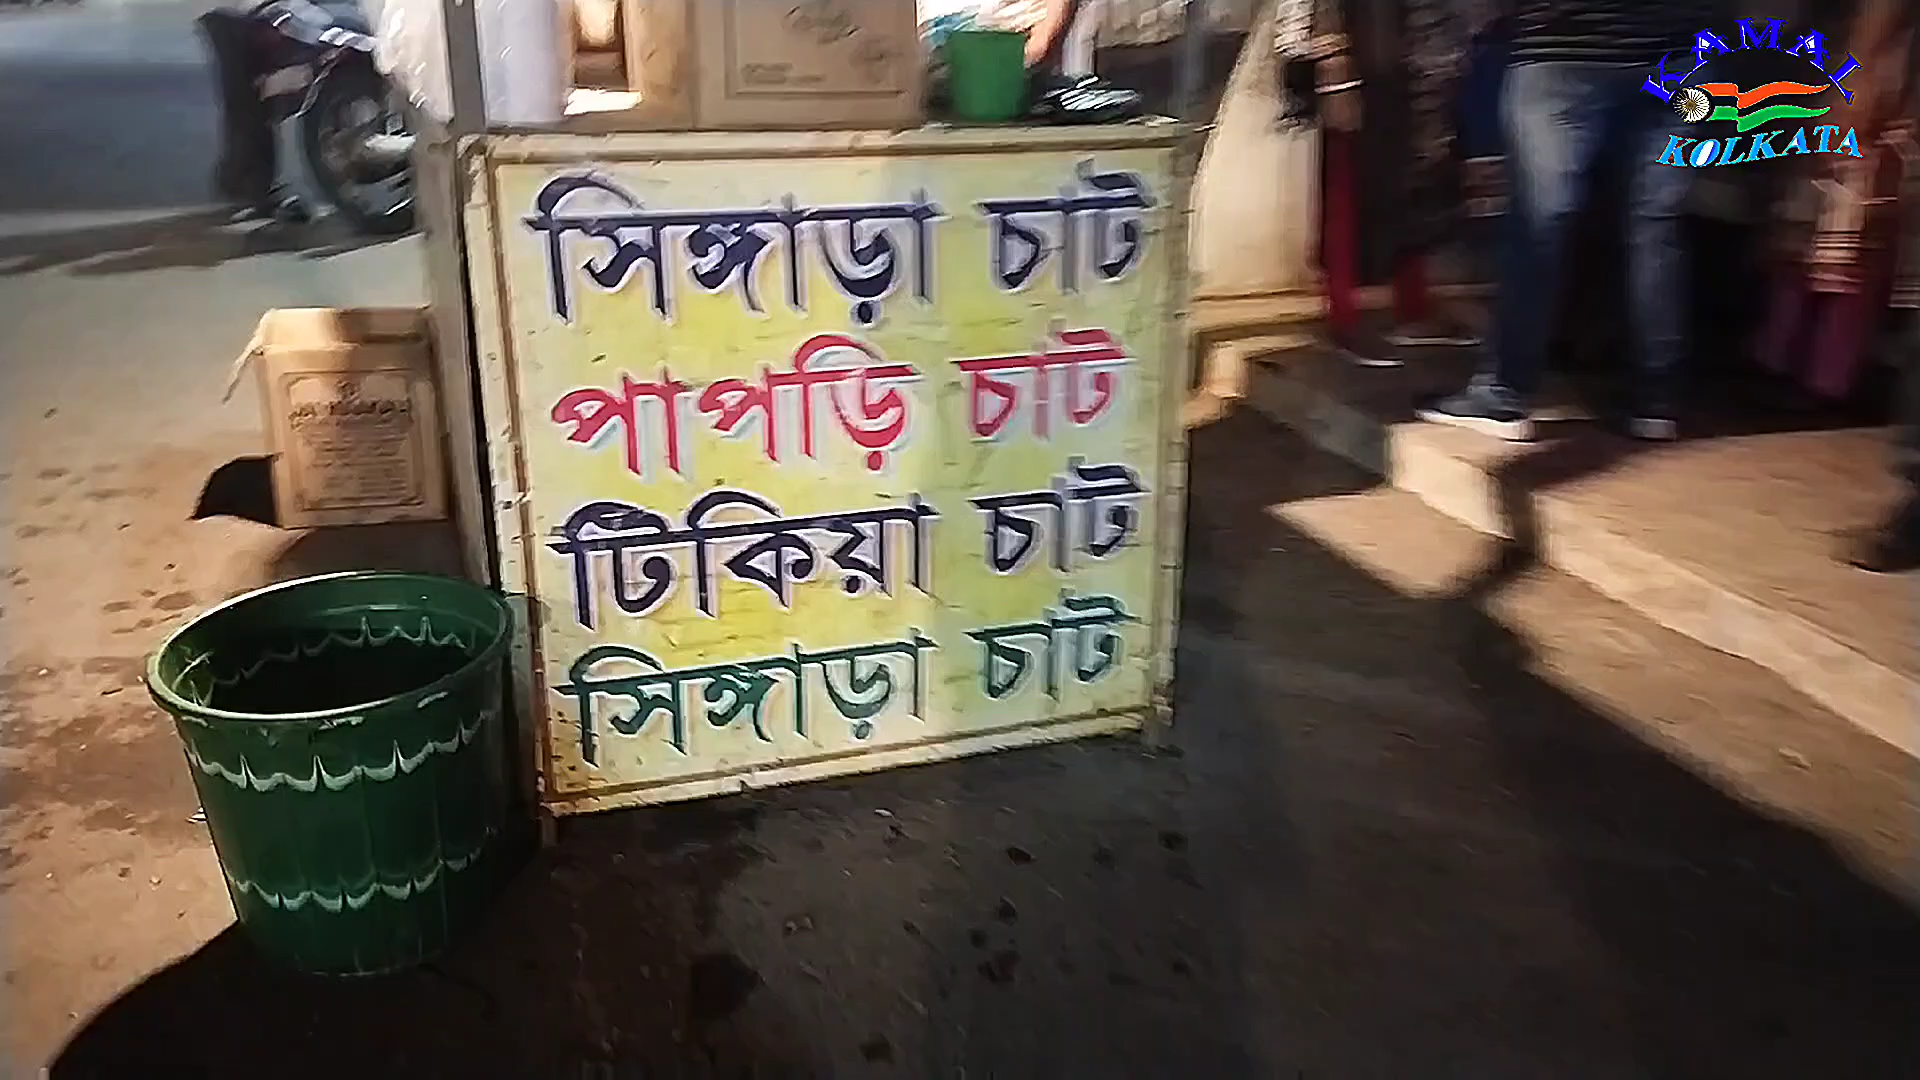 KAMAL
KOLKATA
সিঙ্গাড়া চাট
পাপড়ি চাট
টিকিয়া চাট
সিঙ্গাড়া চাট